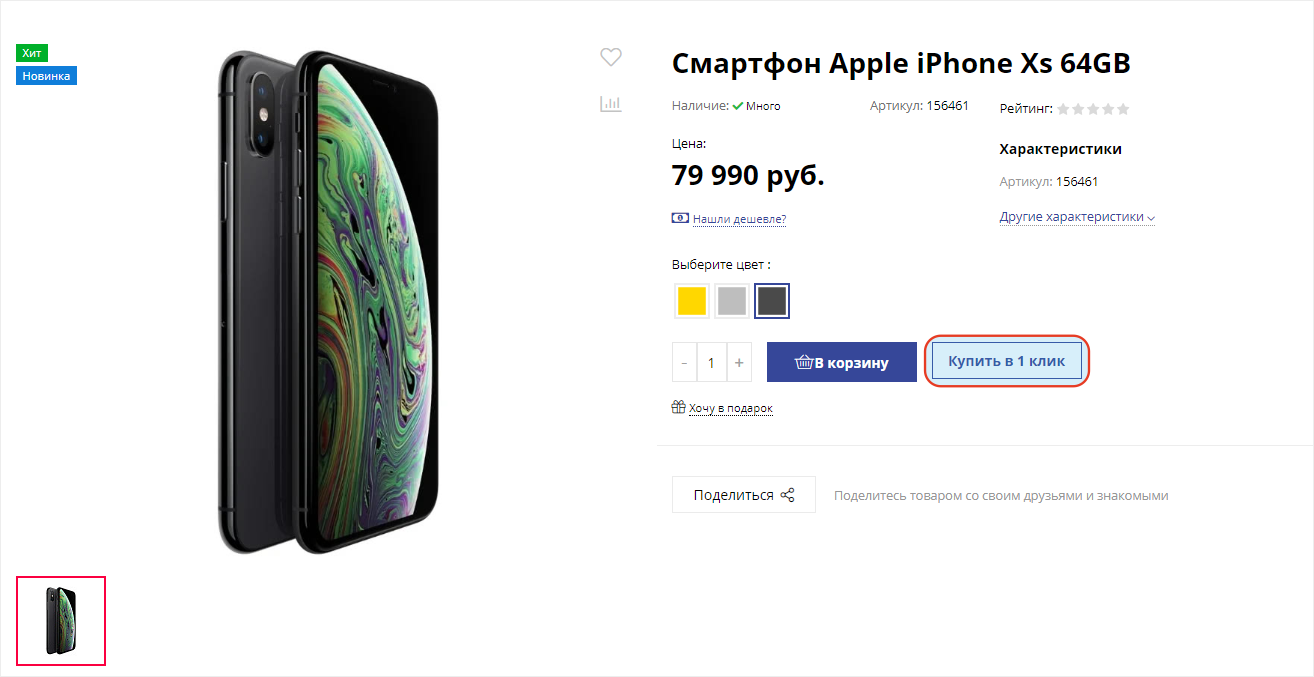 Хит
Новинка
Смартфон Apple iPhone Xs 64GB
Наличие: Много Артикул: 156461 Рейтинг:
Цена:
79 990 руб.
Нашли дешевле?
Характеристики
Артикул: 156461
Другие характеристики
Выберите цвет :
- 1 + В корзину Купить в 1 клик
Хочу в подарок
Поделиться Поделитесь товаром со своим друзьями и знакомыми